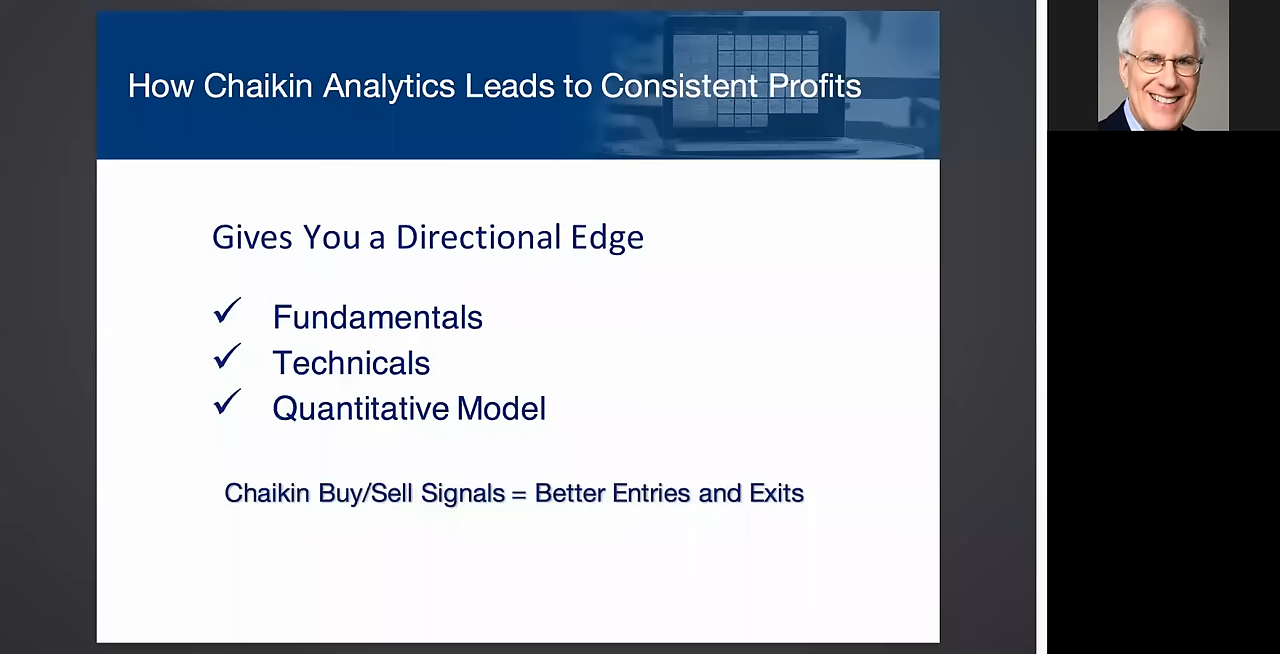 How Chaikin Analytics Leads to Consistent Profits
Gives You a Directional Edge
✓ Fundamentals
✓ Technicals
✓ Quantitative Model
Chaikin Buy/Sell Signals = Better Entries and Exits